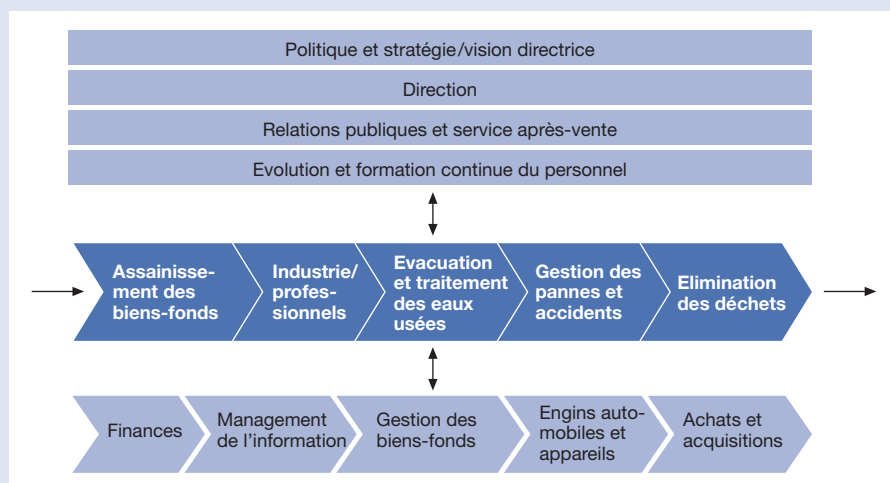 Politique et stratégie/vision directrice
Direction
Relations publiques et service après-vente
Evolution et formation continue du personnel
Assainisse-
ment des
biens-fonds
Industrie/
profes-
sionnels
Evacuation
et traitement
des eaux
usées
Gestion des
pannes et
accidents
Elimination
des déchets
Finances
Management
de l'information
Gestion des
biens-fonds
Engins auto-
mobiles et
appareils
Achats et
acquisitions